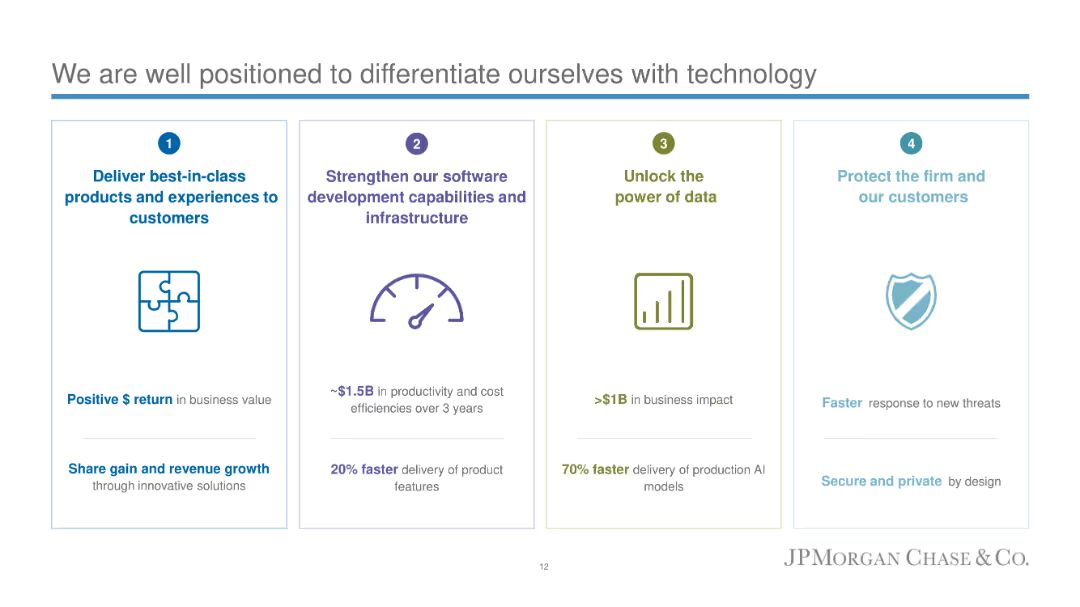 We are well positioned to differentiate ourselves with technology
1
Deliver best-in-class
products and experiences to
customers
Positive $ return in business value
Share gain and revenue growth
through innovative solutions
2
Strengthen our software
development capabilities and
infrastructure
~$1.5B in productivity and cost
efficiencies over 3 years
20% faster delivery of product
features
3
Unlock the
power of data
>$1B in business impact
70% faster delivery of production AI
models
4
Protect the firm and
our customers
Faster response to new threats
Secure and private by design
12
JPMORGAN CHASE & CO.